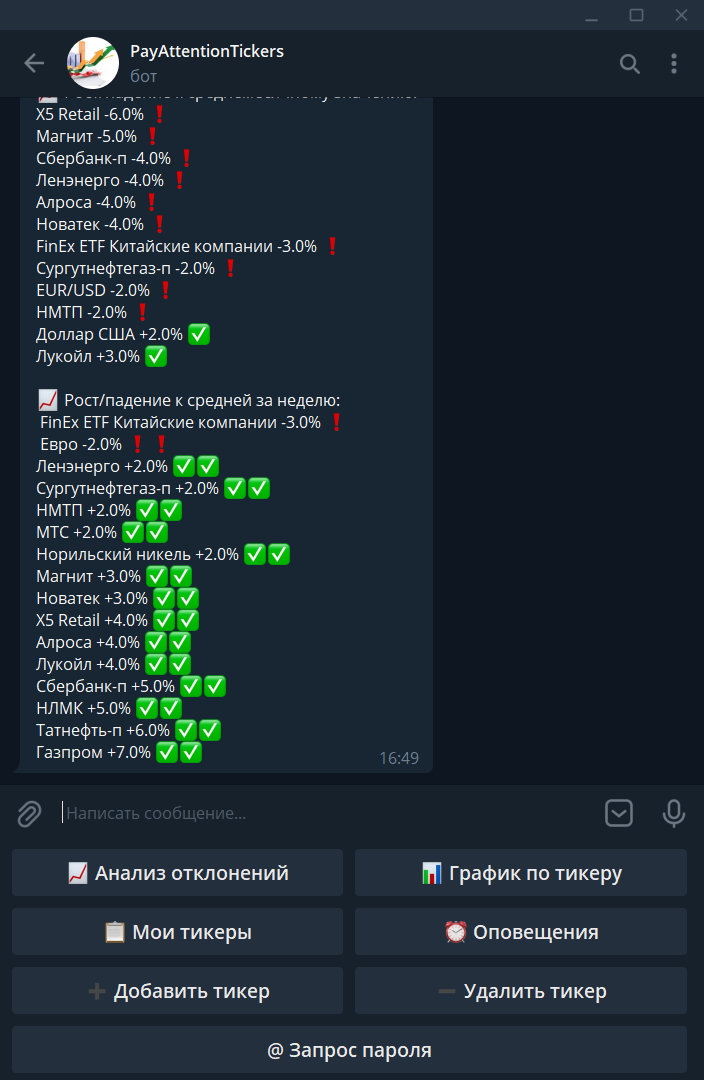 PayAttentionTickers
бот
X5 Retail -6.0% ❗
Магнит -5.0% ❗
Сбербанк-п -4.0% ❗
Ленэнерго -4.0% ❗
Алроса -4.0% ❗
Новатек -4.0% ❗
FinEx ETF Китайские компании -3.0% ❗
Сургутнефтегаз-п -2.0% ❗
EUR/USD -2.0% ❗
НМТП -2.0% ❗
Доллар США +2.0% ✅
Лукойл +3.0% ✅
📈 Рост/падение к средней за неделю:
FinEx ETF Китайские компании -3.0% ❗
Евро -2.0% ❗ ❗
Ленэнерго +2.0% ✅✅
Сургутнефтегаз-п +2.0% ✅✅
НМТП +2.0% ✅✅
МТС +2.0% ✅✅
Норильский никель +2.0% ✅✅
Магнит +3.0% ✅✅
Новатек +3.0% ✅✅
X5 Retail +4.0% ✅✅
Алроса +4.0% ✅✅
Лукойл +4.0% ✅✅
Сбербанк-п +5.0% ✅✅
НЛМК +5.0% ✅✅
Татнефть-п +6.0% ✅✅
Газпром +7.0% ✅✅
16:49
Написать сообщение...
📈 Анализ отклонений
📊 График по тикеру
📋 Мои тикеры
⏰ Оповещения
➕ Добавить тикер
➖ Удалить тикер
@ Запрос пароля